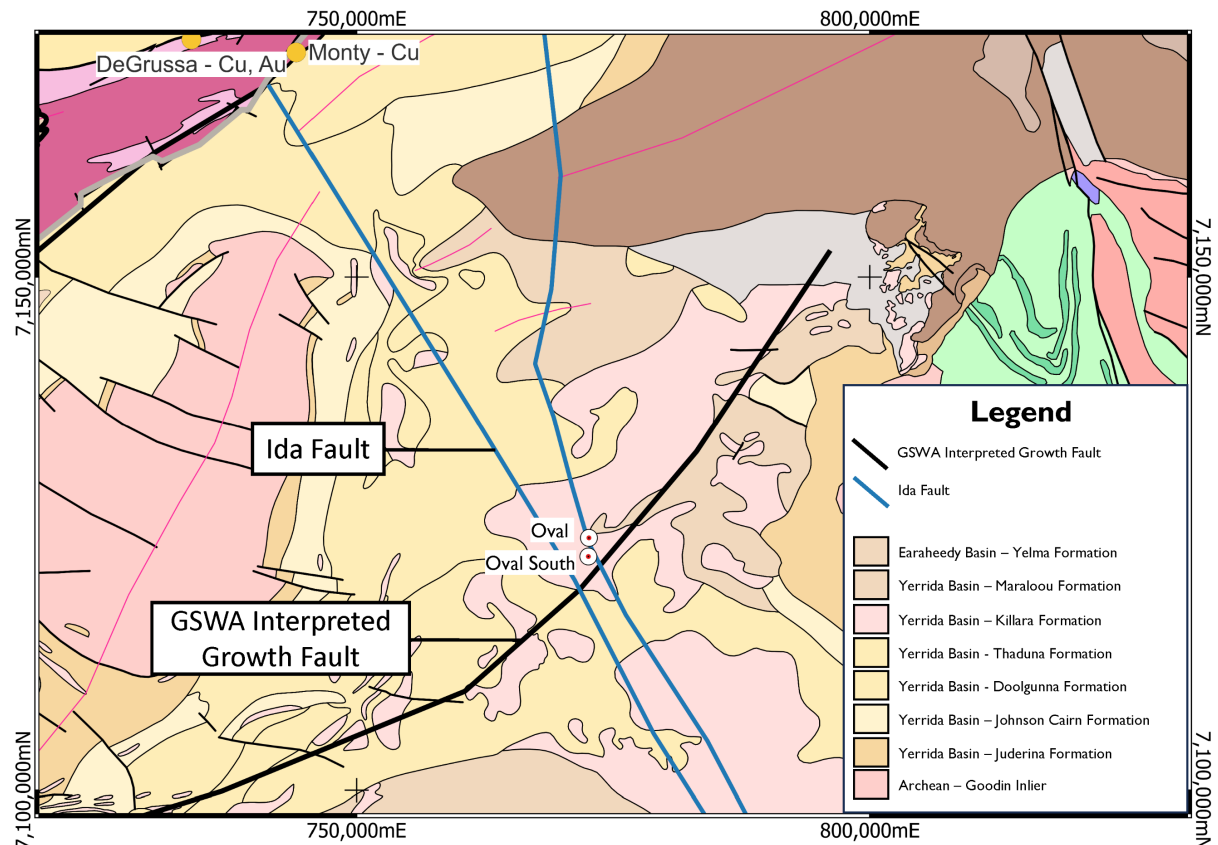 750,000mE
800,000mE
DeGrussa - Cu, Au
Monty - Cu
7,150,000mN
7,150,000mN
Legend
GSWA Interpreted Growth Fault
Ida Fault
Ida Fault
Oval
Oval South
Earaheedy Basin – Yelma Formation
Yerrida Basin – Maraloou Formation
Yerrida Basin – Killara Formation
Yerrida Basin - Thaduna Formation
Yerrida Basin - Doolgunna Formation
Yerrida Basin – Johnson Cairn Formation
Yerrida Basin – Juderina Formation
Archean – Goodin Inlier
GSWA Interpreted
Growth Fault
7,100,000mN
7,100,000mN
750,000mE
800,000mE